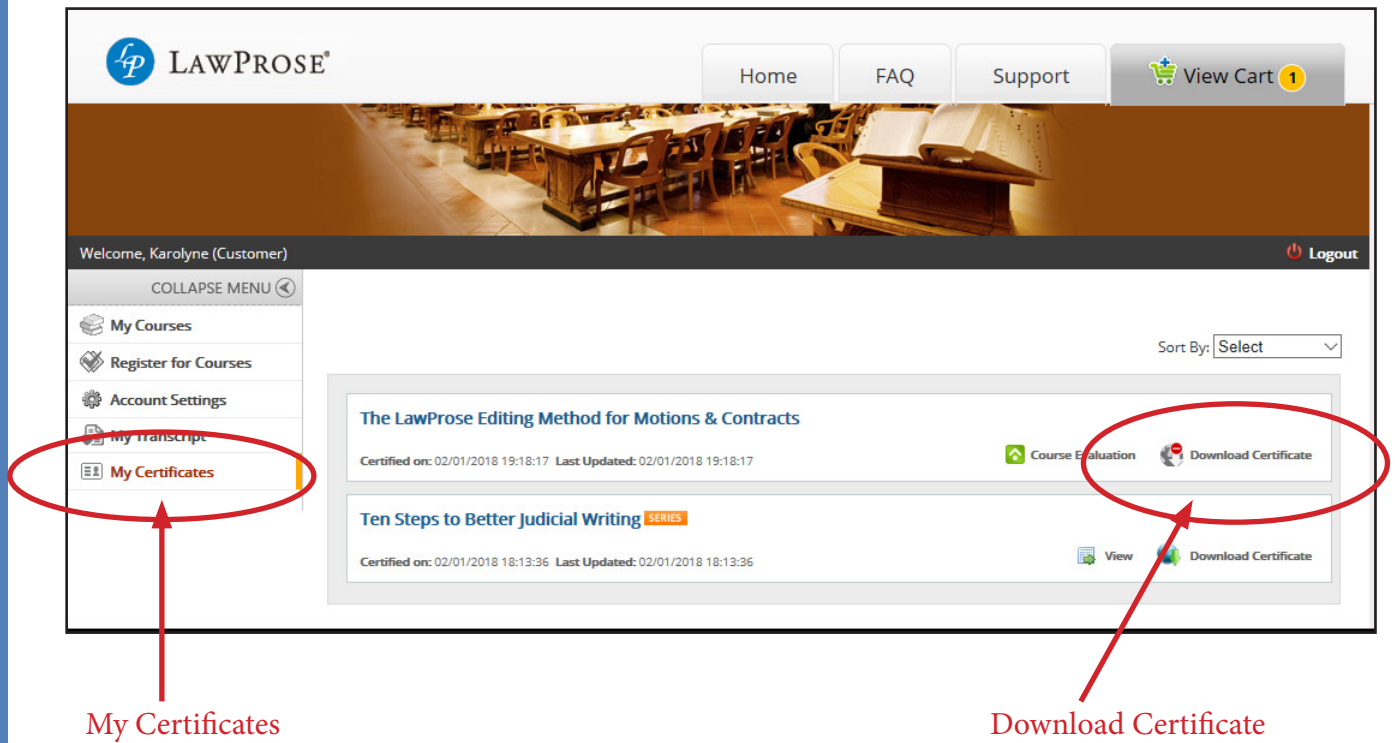 LP LAWPROSE®
Home FAQ Support View Cart 1
Welcome, Karolyne (Customer) Logout
COLLAPSE MENU
My Courses
Register for Courses
Account Settings
My Transcript
My Certificates
Sort By: Select
The LawProse Editing Method for Motions & Contracts
Certified on: 02/01/2018 19:18:17 Last Updated: 02/01/2018 19:18:17 Course Evaluation Download Certificate
Ten Steps to Better Judicial Writing SERIES
Certified on: 02/01/2018 18:13:36 Last Updated: 02/01/2018 18:13:36 View Download Certificate
My Certificates Download Certificate